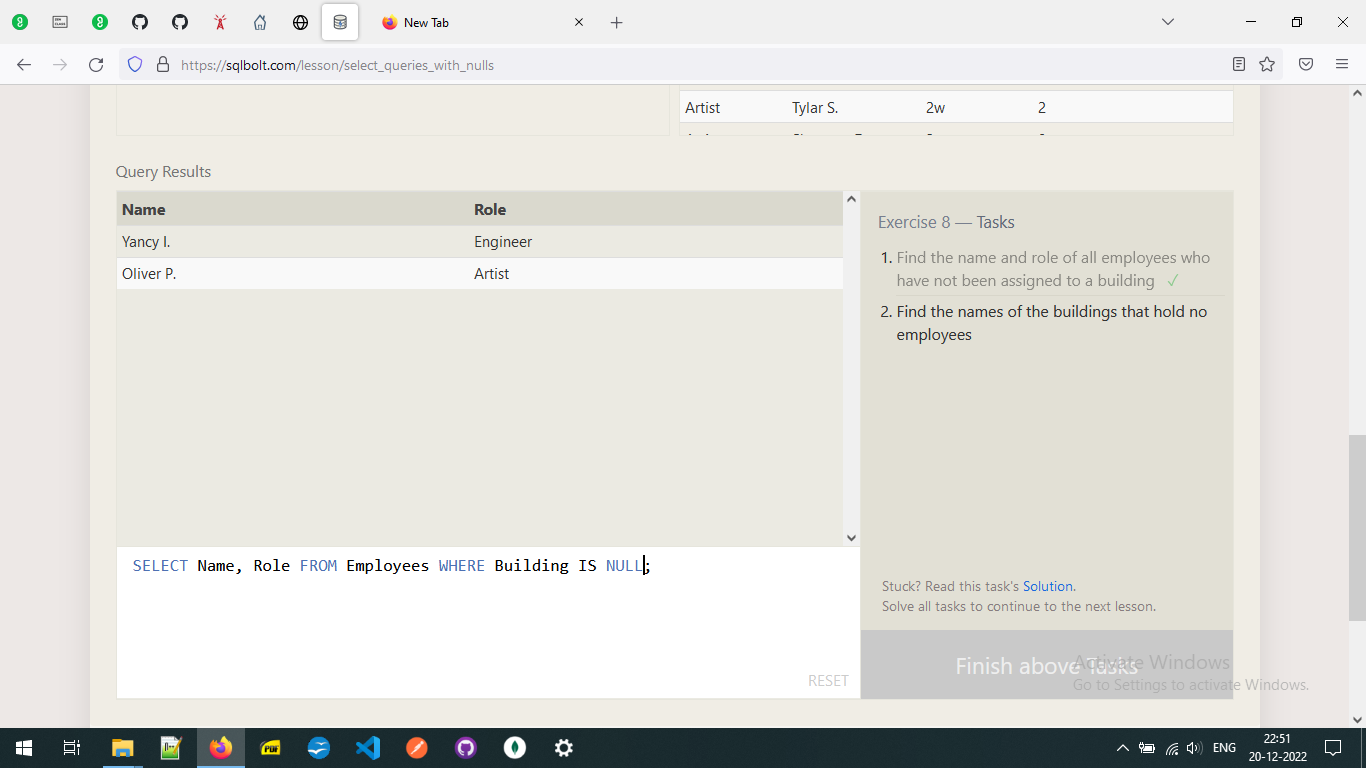 New Tab
https://sqlbolt.com/lesson/select_queries_with_nulls
Artist Tylar S. 2w 2
Query Results
Name Role
Yancy I. Engineer
Oliver P. Artist
SELECT Name, Role FROM Employees WHERE Building IS NULL;
RESET
Exercise 8 — Tasks
1. Find the name and role of all employees who
have not been assigned to a building ✓
2. Find the names of the buildings that hold no
employees
Stuck? Read this task's Solution.
Solve all tasks to continue to the next lesson.
Finish above Tasks
Activate Windows
Go to Settings to activate Windows.
PDF
ENG
22:51
20-12-2022